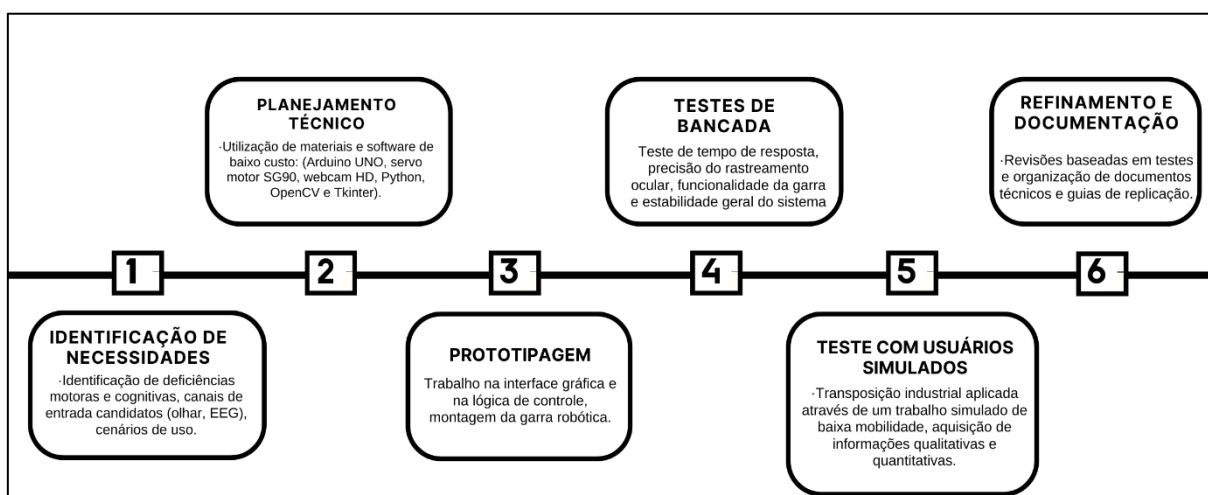 PLANEJAMENTO
TÉCNICO
·Utilização de materiais e software de
baixo custo: (Arduino UNO, servo
motor SG90, webcam HD, Python,
OpenCV e Tkinter).
TESTES DE
BANCADA
Teste de tempo de resposta,
precisão do rastreamento
ocular, funcionalidade da garra
e estabilidade geral do sistema
REFINAMENTO E
DOCUMENTAÇÃO
·Revisões baseadas em testes
e organização de documentos
técnicos e guias de replicação.
1
2
3
4
5
6
IDENTIFICAÇÃO DE
NECESSIDADES
·Identificação de deficiências
motoras e cognitivas, canais de
entrada candidatos (olhar, EEG),
cenários de uso.
PROTOTIPAGEM
Trabalho na interface gráfica e
na lógica de controle,
montagem da garra robótica.
TESTE COM USUÁRIOS
SIMULADOS
·Transposição industrial aplicada
através de um trabalho simulado de
baixa mobilidade, aquisição de
informações qualitativas e
quantitativas.